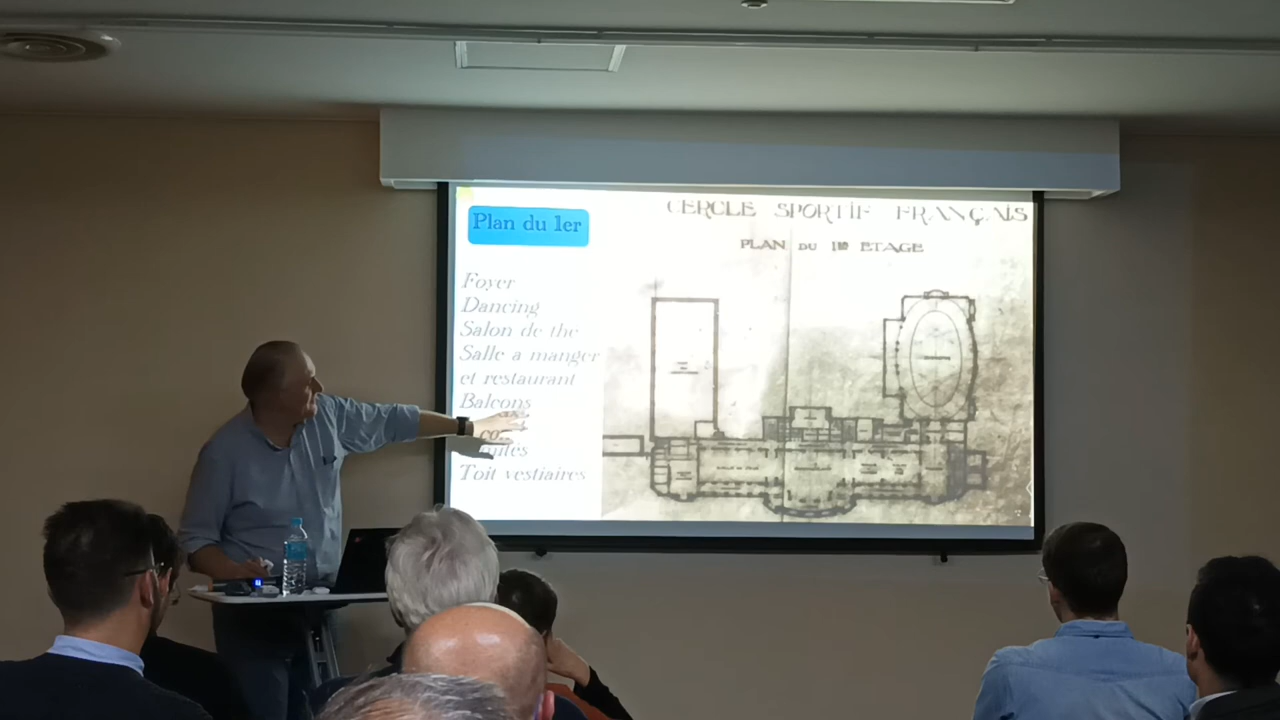 Plan du 1er
Foyer
Dancing
Salon de the
Salle a manger
et restaurant
Balcons
Toit vestiaires
CERCLE SPORTIF FRANÇAIS
PLAN DU 1ER ETAGE